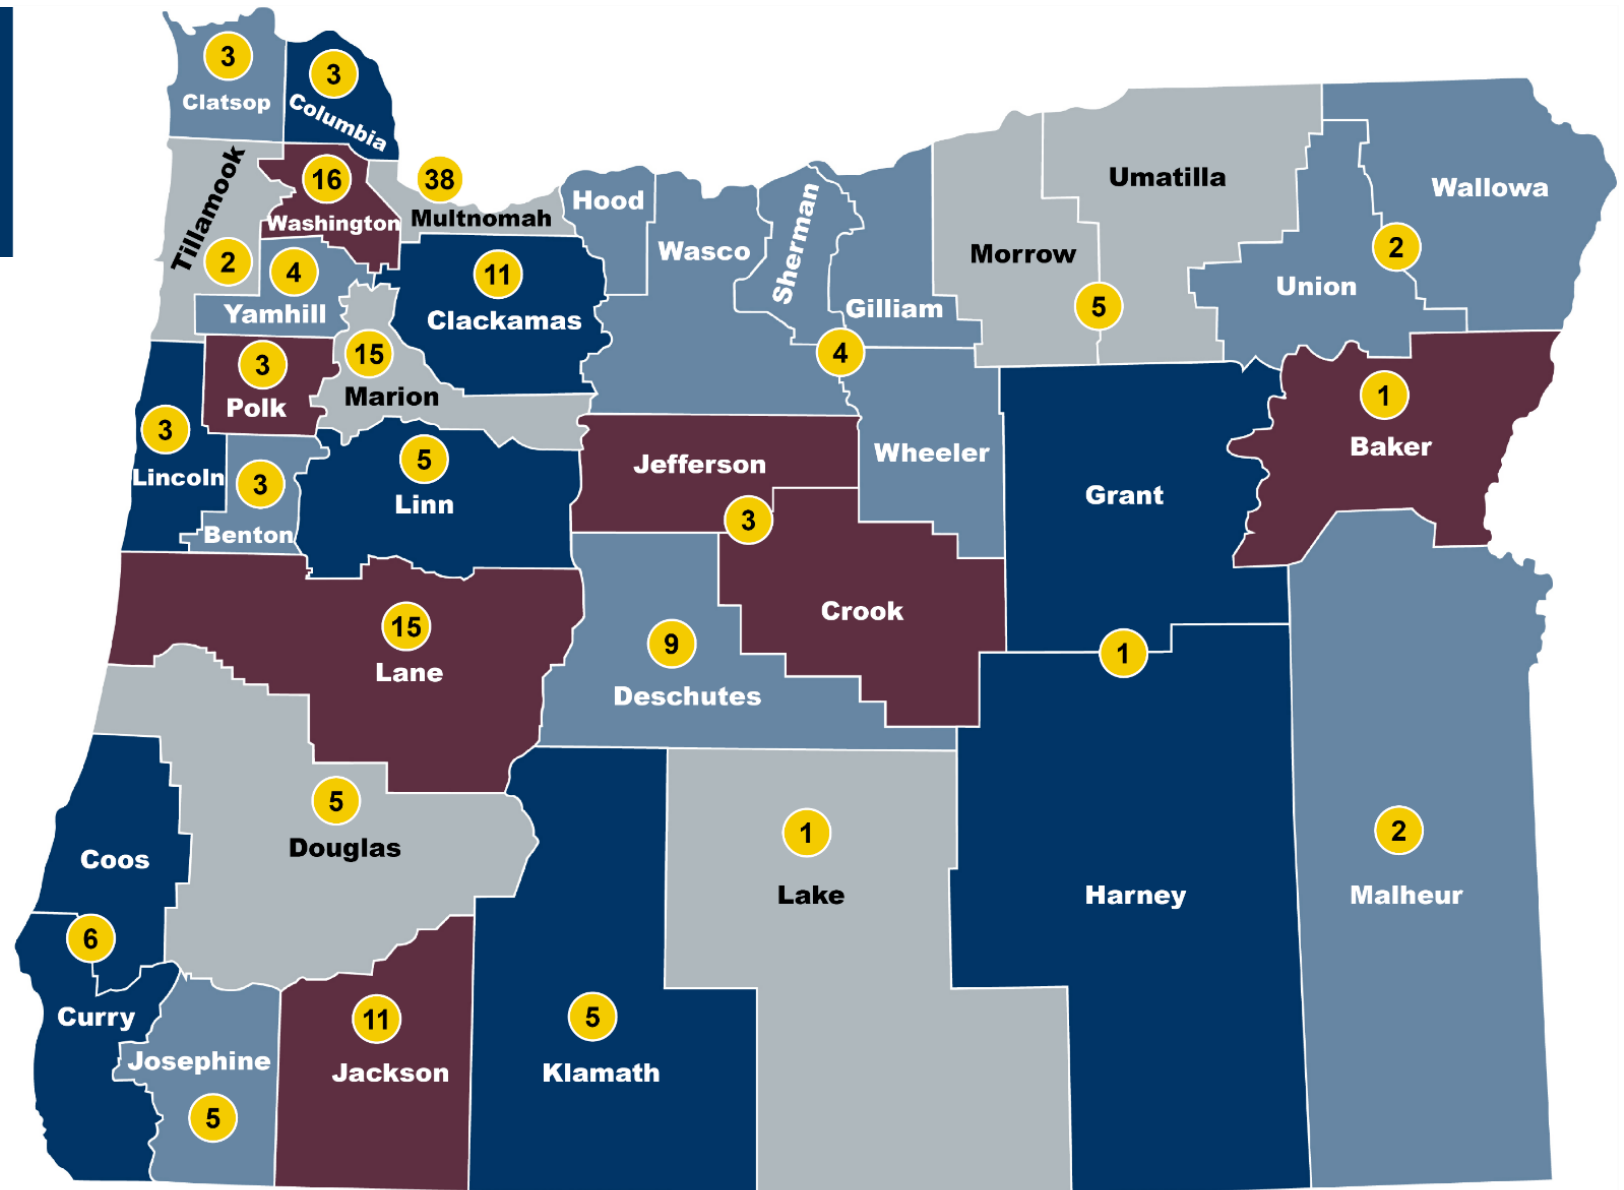 3
Clatsop
3
Columbia
Tillamook
2
16
Washington
38
Multnomah
Hood
Wasco
Sherman
Gilliam
4
Morrow
Umatilla
5
Wallowa
2
Union
4
Yamhill
11
Clackamas
15
Marion
3
Polk
3
Lincoln
3
Benton
5
Linn
Jefferson
3
Crook
Wheeler
Grant
1
Baker
1
Harney
15
Lane
9
Deschutes
5
Douglas
Coos
6
Curry
Josephine
5
11
Jackson
5
Klamath
1
Lake
2
Malheur